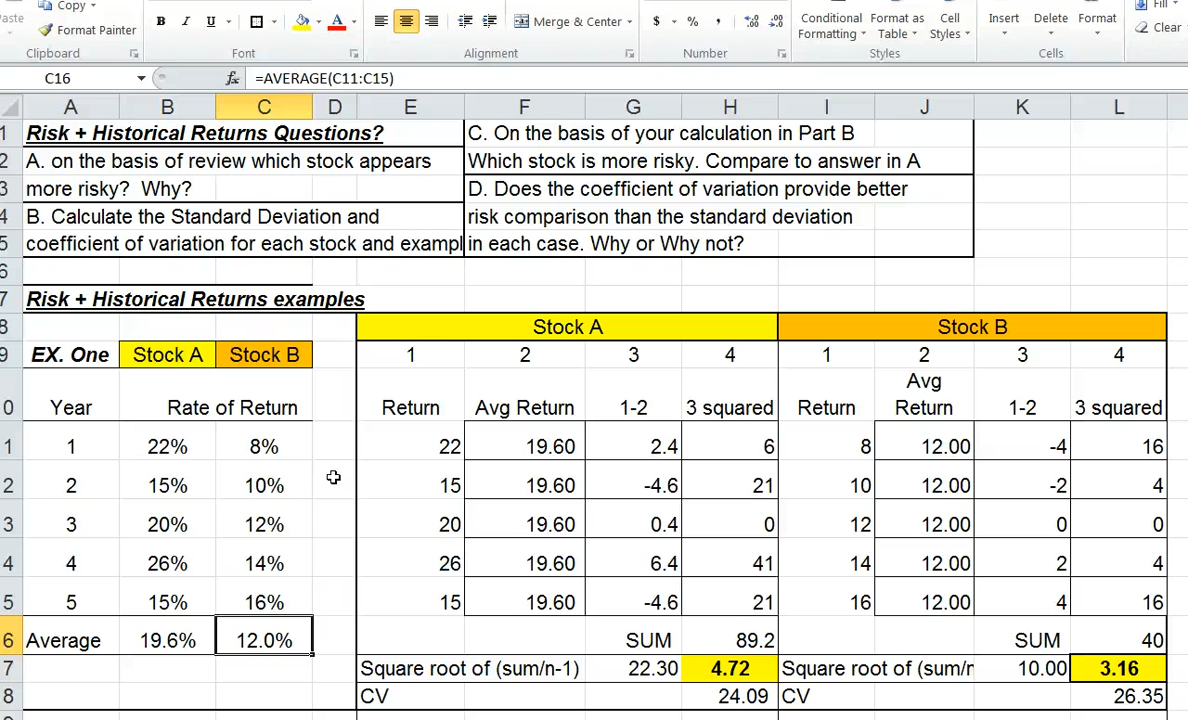 Copy
Fill
B I U A $ % , .0 .00 .00 .0
Merge & Center
Conditional Format as Cell Insert Delete Format
Format Painter
Formatting Table Styles
Clear
Clipboard Font Alignment Number Styles Cells
C16 fx =AVERAGE(C11:C15)
A B C D E F G H I J K L
1 Risk + Historical Returns Questions? C. On the basis of your calculation in Part B
2 A. on the basis of review which stock appears Which stock is more risky. Compare to answer in A
3 more risky? Why? D. Does the coefficient of variation provide better
4 B. Calculate the Standard Deviation and risk comparison than the standard deviation
5 coefficient of variation for each stock and exampl in each case. Why or Why not?
6
7 Risk + Historical Returns examples
8 Stock A Stock B
9 EX. One Stock A Stock B 1 2 3 4 1 2 3 4
0 Year Rate of Return Return Avg Return 1-2 3 squared Return Avg Return 1-2 3 squared
1 1 22% 8% 22 19.60 2.4 6 8 12.00 -4 16
2 2 15% 10% 15 19.60 -4.6 21 10 12.00 -2 4
3 3 20% 12% 20 19.60 0.4 0 12 12.00 0 0
4 4 26% 14% 26 19.60 6.4 41 14 12.00 2 4
5 5 15% 16% 15 19.60 -4.6 21 16 12.00 4 16
6 Average 19.6% 12.0% SUM 89.2 SUM 40
7 Square root of (sum/n-1) 22.30 4.72 Square root of (sum/r 10.00 3.16
8 CV 24.09 CV 26.35